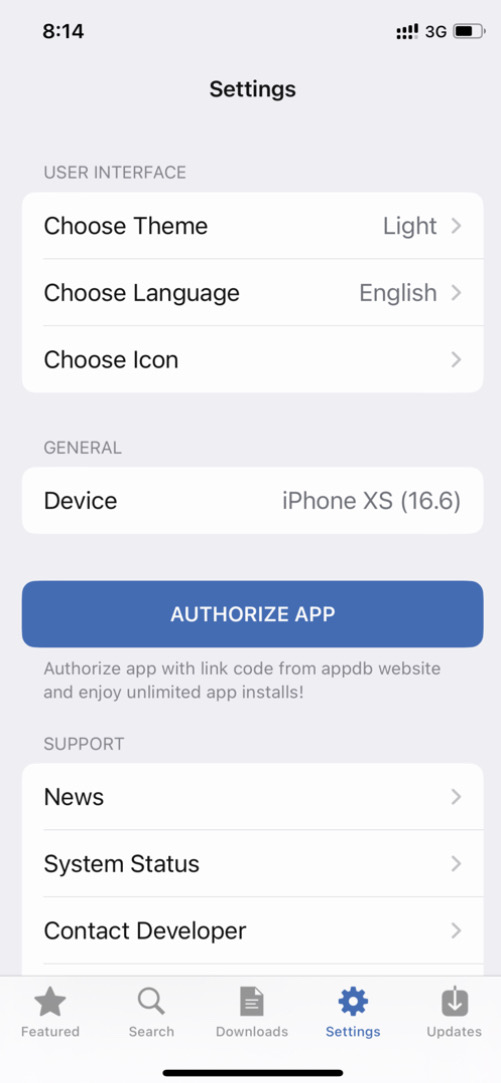 8:14
3G
Settings
USER INTERFACE
Choose Theme Light
Choose Language English
Choose Icon
GENERAL
Device iPhone XS (16.6)
AUTHORIZE APP
Authorize app with link code from appdb website
and enjoy unlimited app installs!
SUPPORT
News
System Status
Contact Developer
Featured Search Downloads Settings Updates